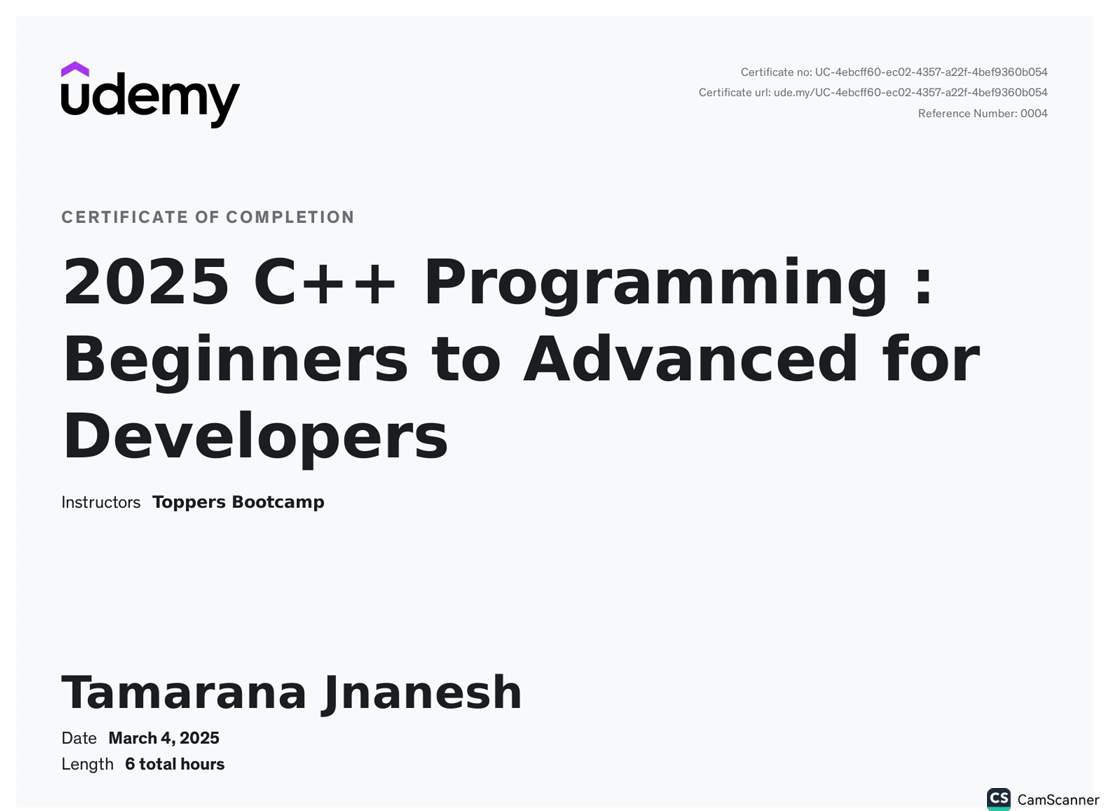 udemy
Certificate no: UC-4ebcff60-ec02-4357-a22f-4bef9360b054
Certificate url: ude.my/UC-4ebcff60-ec02-4357-a22f-4bef9360b054
Reference Number: 0004
CERTIFICATE OF COMPLETION
2025 C++ Programming :
Beginners to Advanced for
Developers
Instructors Toppers Bootcamp
Tamarana Jnanesh
Date March 4, 2025
Length 6 total hours
CS CamScanner